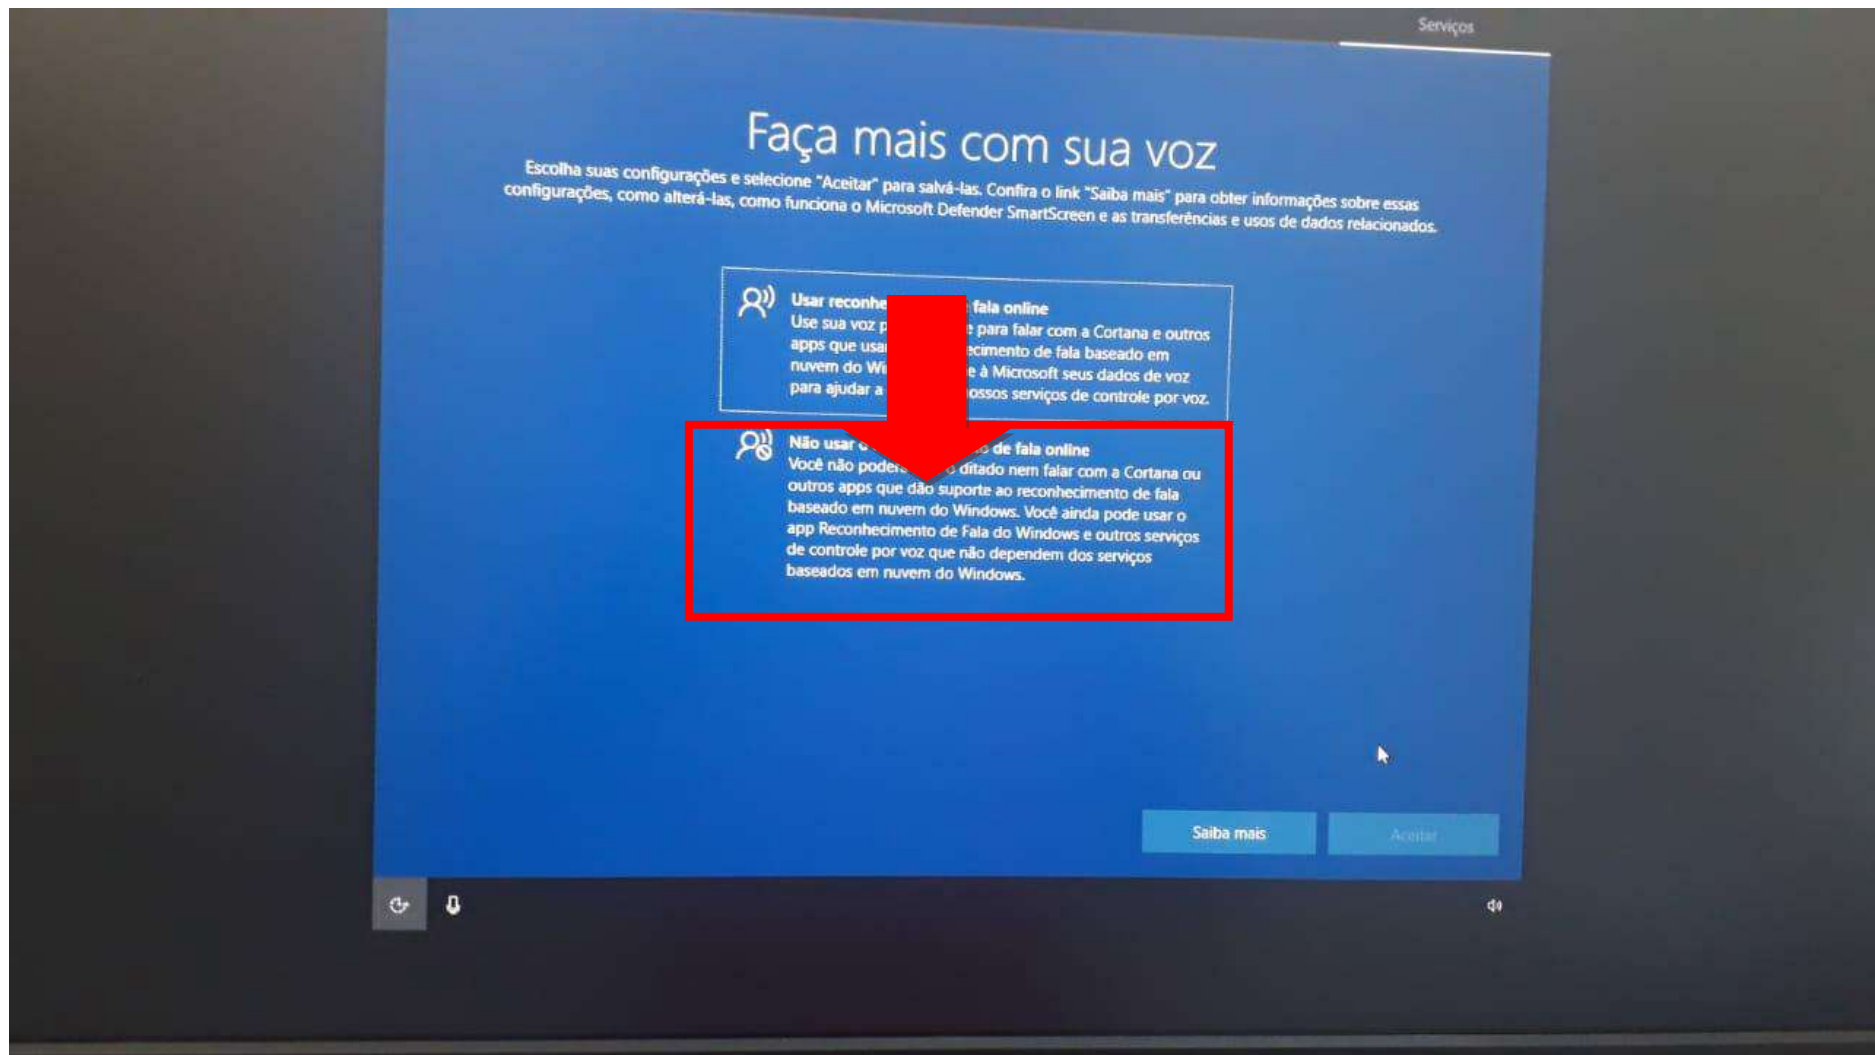 Serviços
Faça mais com sua voz
Escolha suas configurações e selecione "Aceitar" para salvá-las. Confira o link "Saiba mais" para obter informações sobre essas
configurações, como alterá-las, como funciona o Microsoft Defender SmartScreen e as transferências e usos de dados relacionados.
Usar fala online
Use sua voz para falar com a Cortana e outros
apps que de fala baseado em
nuvem do à Microsoft seus dados de voz
para ajudar a nossos serviços de controle por voz.
Não usar de fala online
Você não ditado nem falar com a Cortana ou
outros apps que dão suporte ao reconhecimento de fala
baseado em nuvem do Windows. Você ainda pode usar o
app Reconhecimento de Fala do Windows e outros serviços
de controle por voz que não dependem dos serviços
baseados em nuvem do Windows.
Saiba mais
Aceitar